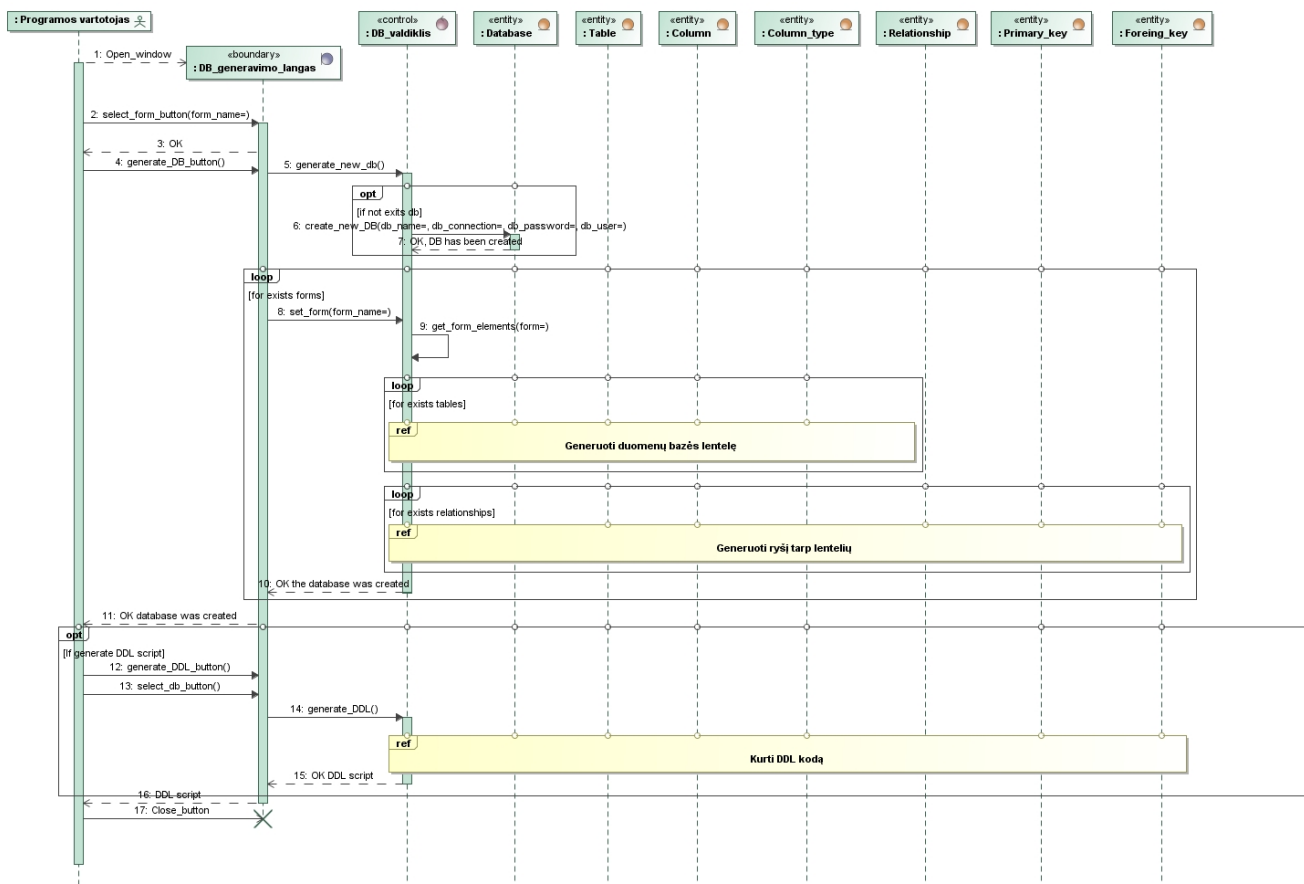 : Programos vartotojas
«control»
: DB_valdiklis
«entity»
: Database
«entity»
: Table
«entity»
: Column
«entity»
: Column_type
«entity»
: Relationship
«entity»
: Primary_key
«entity»
: Foreing_key
1: Open_window
«boundary»
: DB_generavimo_langas
2: select_form_button(form_name=)
3: OK
4: generate_DB_button()
5: generate_new_db()
opt
[if not exits db]
6: create_new_DB(db_name=, db_connection=, db_password=, db_user=)
7: OK, DB has been created
loop
[for exists forms]
8: set_form(form_name=)
9: get_form_elements(form=)
loop
[for exists tables]
ref
Generuoti duomenų bazės lentelę
loop
[for exists relationships]
ref
Generuoti ryšį tarp lentelių
10: OK the database was created
11: OK database was created
opt
[If generate DDL script]
12: generate_DDL_button()
13: select_db_button()
14: generate_DDL()
ref
Kurti DDL kodą
15: OK DDL script
16: DDL script
17: Close_button